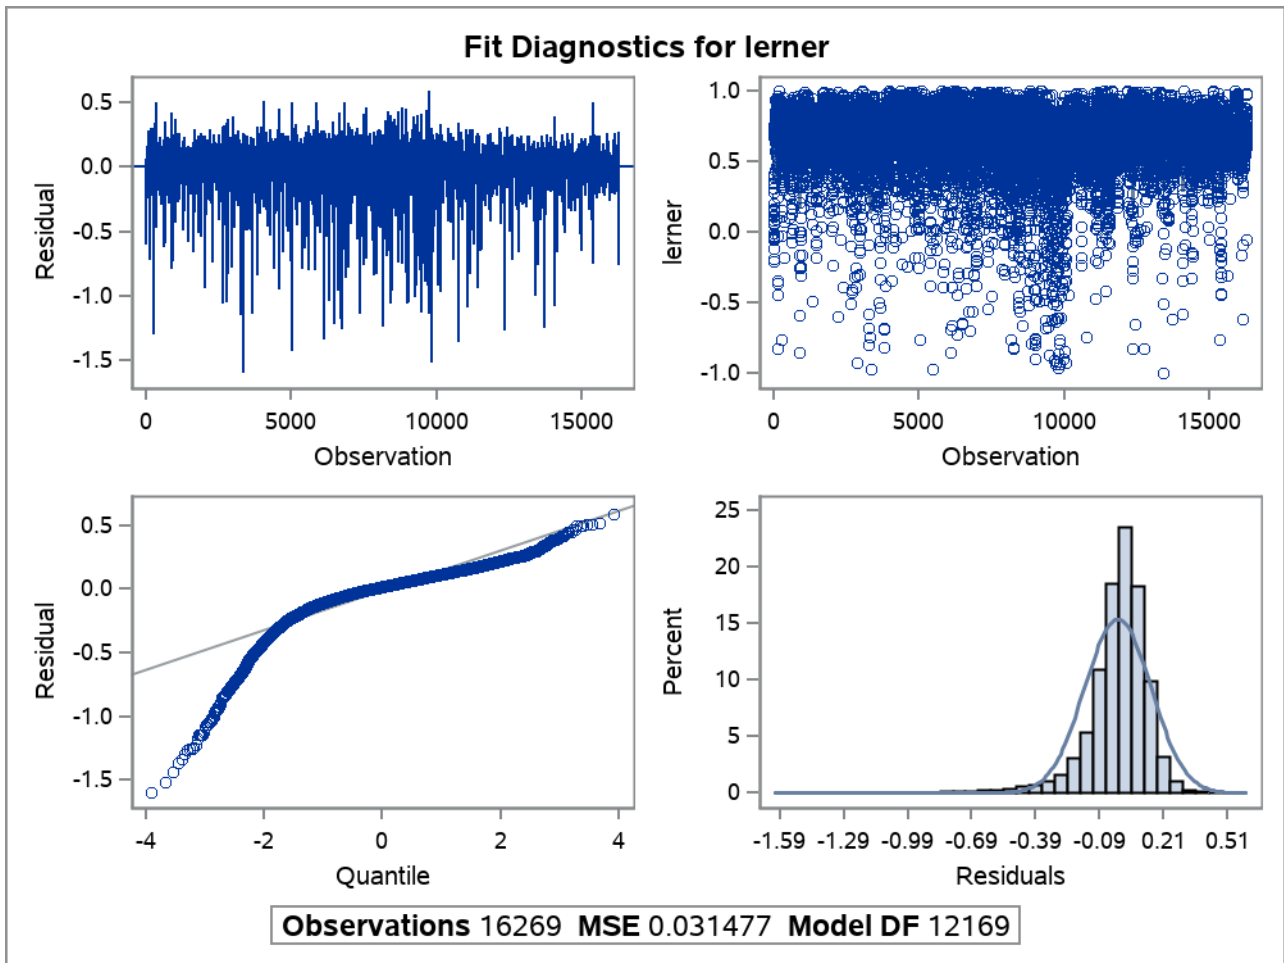 Fit Diagnostics for lerner
0.5
0.0
-0.5
-1.0
-1.5
Residual
0 5000 10000 15000
Observation
1.0
0.5
0.0
-0.5
-1.0
lerner
0 5000 10000 15000
Observation
0.5
0.0
-0.5
-1.0
-1.5
Residual
-4 -2 0 2 4
Quantile
25
20
15
10
5
0
Percent
-1.59 -1.29 -0.99 -0.69 -0.39 -0.09 0.21 0.51
Residuals
Observations 16269 MSE 0.031477 Model DF 12169